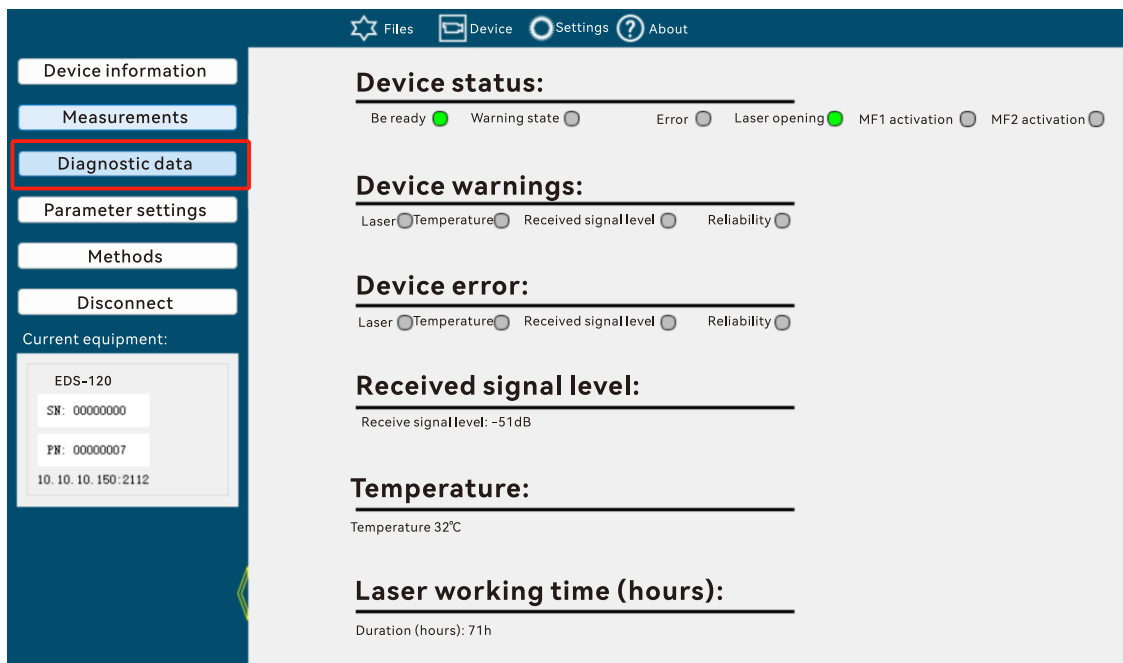 Files Device Settings ? About
Device information
Measurements
Diagnostic data
Parameter settings
Methods
Disconnect
Current equipment:
EDS-120
SN: 00000000
PN: 00000007
10.10.10.150:2112
Device status:
Be ready Warning state Error Laser opening MF1 activation MF2 activation
Device warnings:
Laser Temperature Received signal level Reliability
Device error:
Laser Temperature Received signal level Reliability
Received signal level:
Receive signal level: -51dB
Temperature:
Temperature 32℃
Laser working time (hours):
Duration (hours): 71h